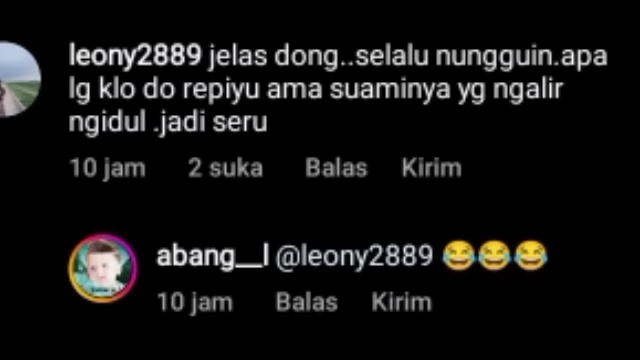 leony2889 jelas dong..selalu nungguin.apa
lg klo do repiyu ama suaminya yg ngalir
ngidul .jadi seru
10 jam 2 suka Balas Kirim
abang__l @leony2889 😂😂😂
10 jam Balas Kirim